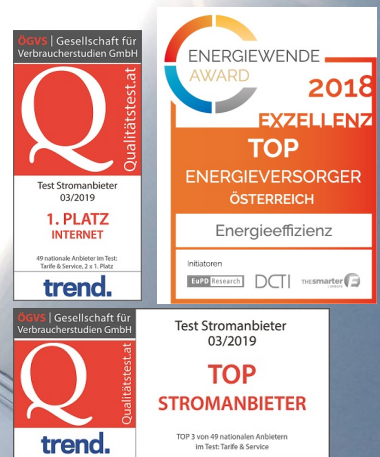 ÖGVS | Gesellschaft für
Verbraucherstudien GmbH
Q
Qualitätstest.at
Test Stromanbieter
03/2019
1. PLATZ
INTERNET
49 nationale Anbieter im Test:
Tarife & Service, 2 x 1. Platz
trend.
ENERGIEWENDE
AWARD
2018
EXZELLENZ
TOP
ENERGIEVERSORGER
ÖSTERREICH
Energieeffizienz
Initiatoren
EuPD Research
DCTI
THE smarter E
ÖGVS | Gesellschaft für
Verbraucherstudien GmbH
Q
Qualitätstest.at
trend.
Test Stromanbieter
03/2019
TOP
STROMANBIETER
TOP 3 von 49 nationalen Anbietern
im Test: Tarife & Service